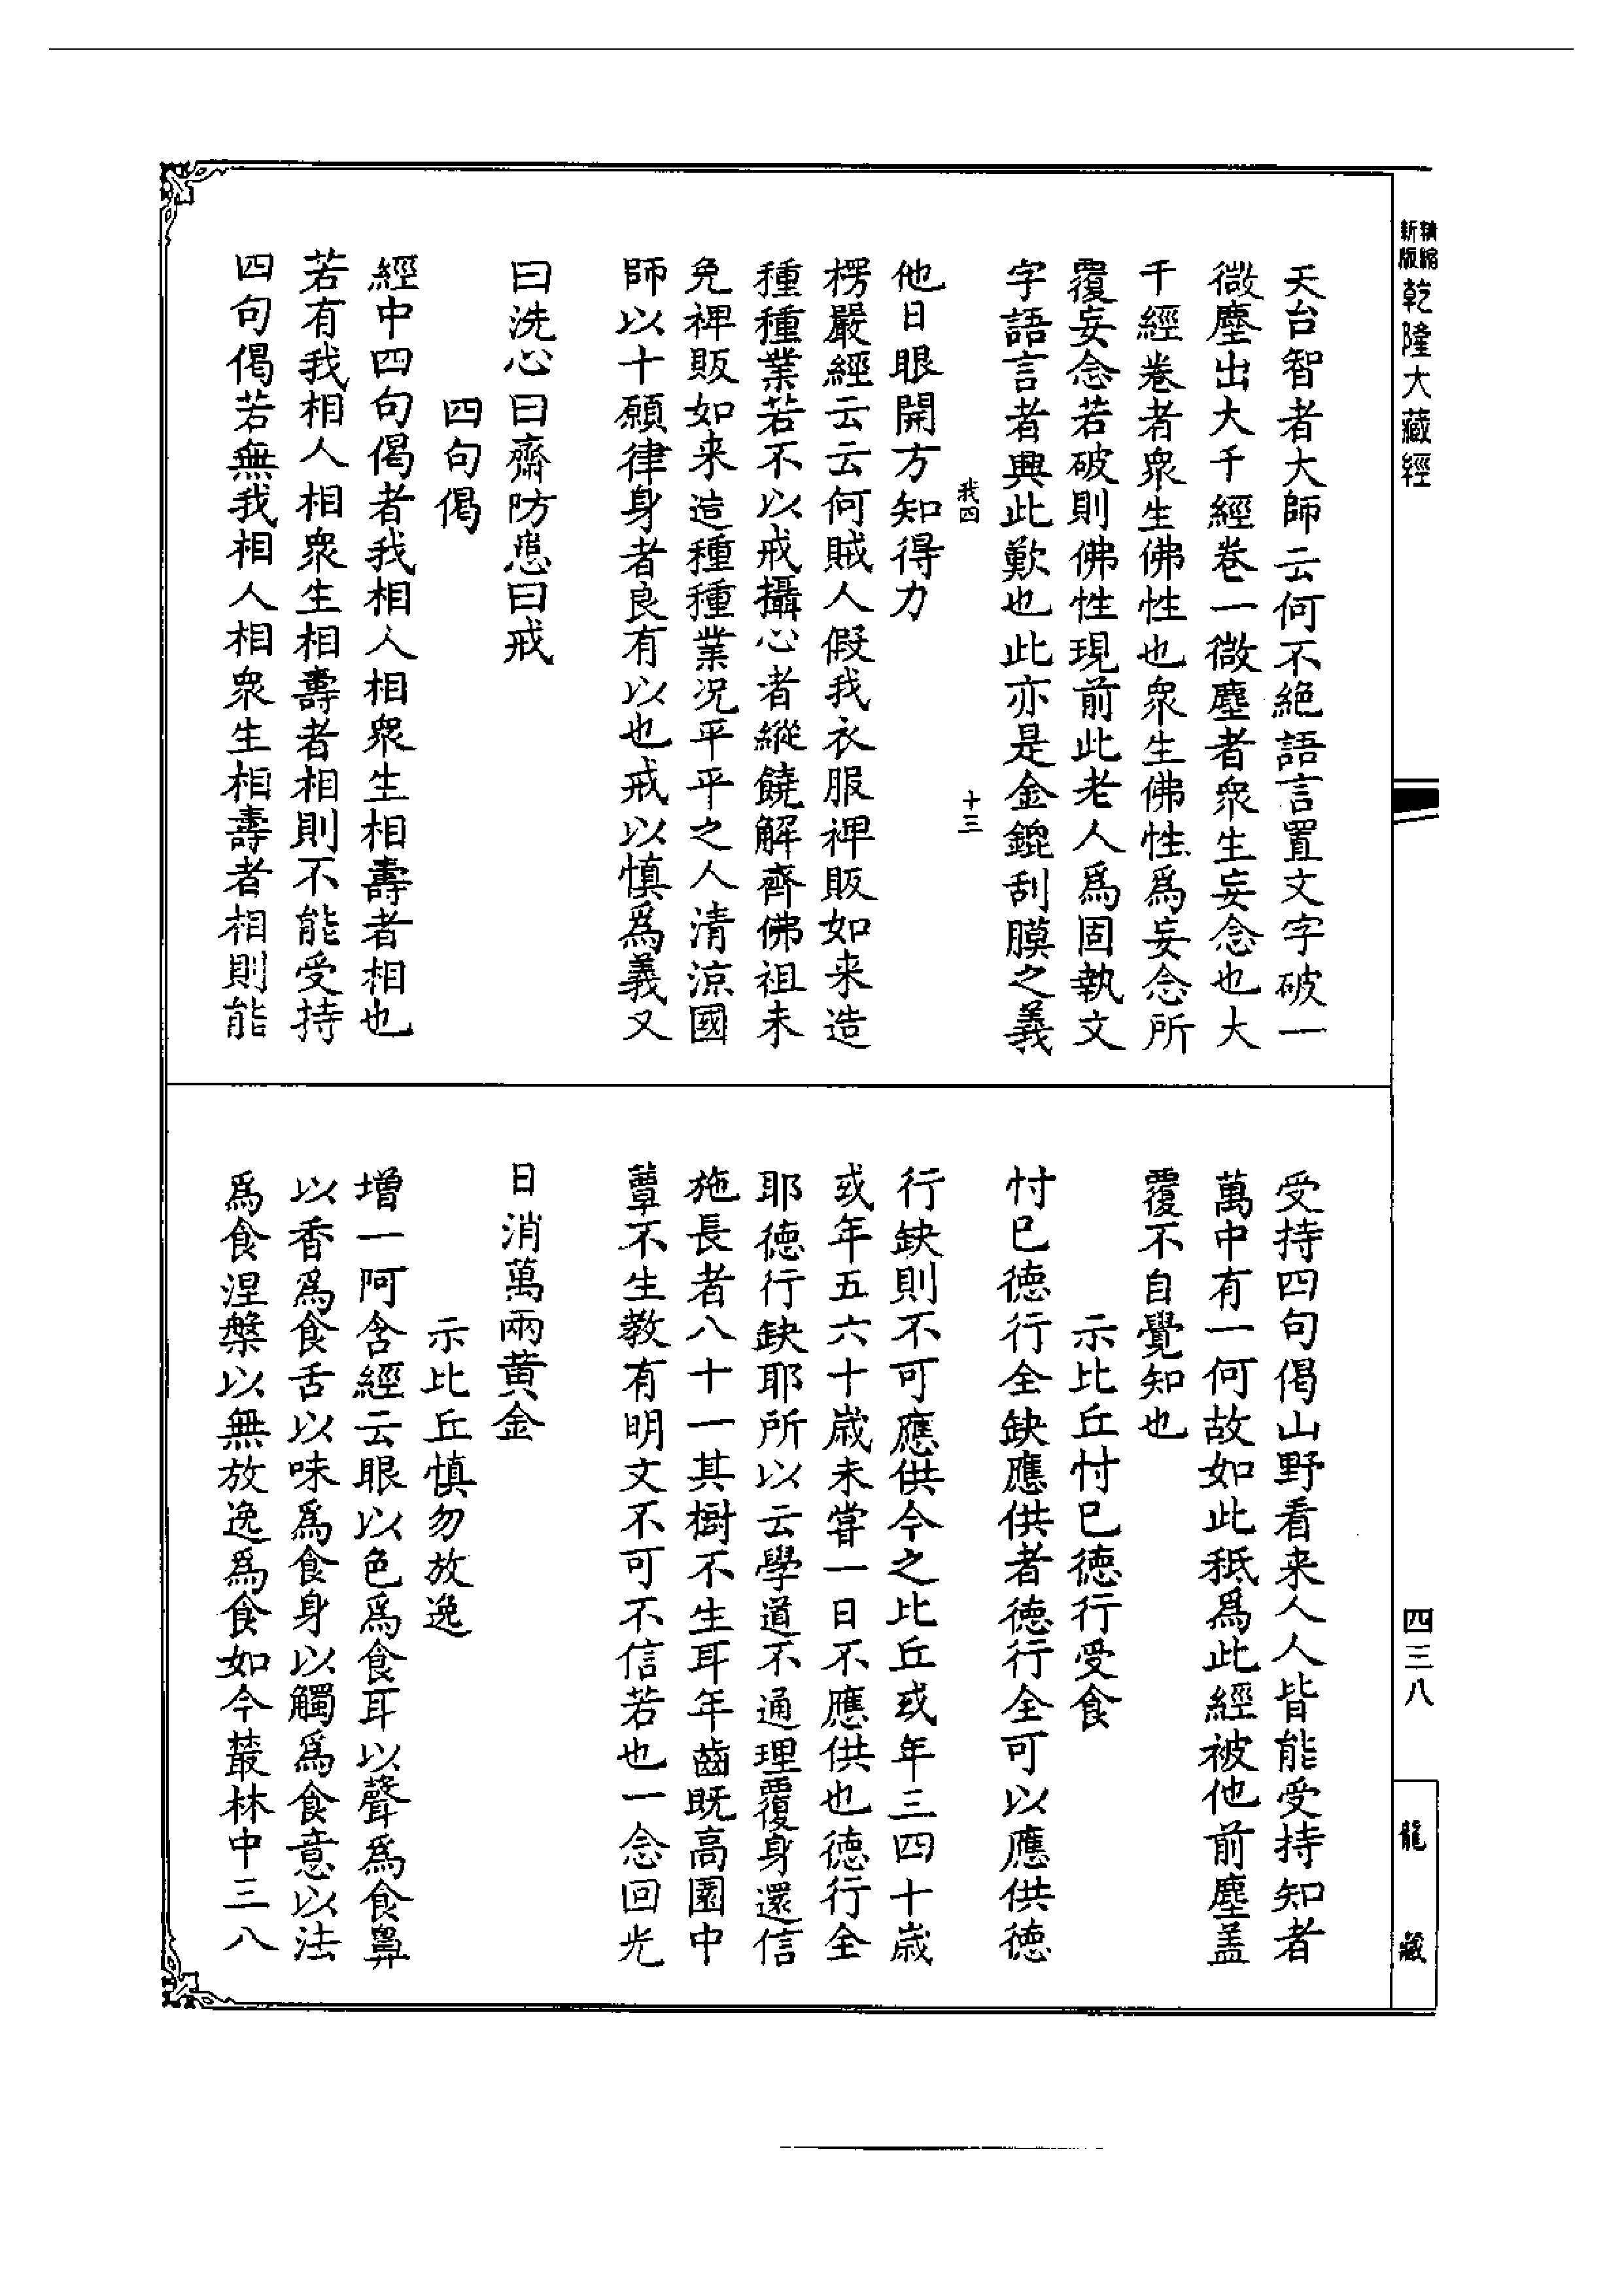 新版精縮 乾隆大藏經
天台智者大師云何不絕語言置文字破一
微塵出大千經卷一微塵者衆生妄念也大
千經卷者衆生佛性也衆生佛性爲妄念所
覆妄念若破則佛性現前此老人爲固執文
字語言者興此歎也此亦是金鎞刮膜之義
我四 十三
他日眼開方知得力
楞嚴經云云何賊人假我衣服裨販如来造
種種業若不以戒攝心者縱饒解齊佛祖未
免裨販如来造種種業况平平之人清涼國
師以十願律身者良有以也戒以慎爲義又
曰洗心曰齋防患曰戒
四句偈
經中四句偈者我相人相衆生相壽者相也
若有我相人相衆生相壽者相則不能受持
四句偈若無我相人相衆生相壽者相則能
受持四句偈山野看来人人皆能受持知者
萬中有一何故如此秖爲此經被他前塵盖
覆不自覺知也
示比丘忖已德行受食
忖已德行全缺應供者德行全可以應供德
行缺則不可應供今之比丘或年三四十歲
或年五六十歲未甞一日不應供也德行全
耶德行缺耶所以云學道不通理覆身還信
施長者八十一其樹不生耳年齒既高園中
蕈不生教有明文不可不信若也一念回光
日消萬兩黄金
示比丘慎勿放逸
增一阿含經云眼以色爲食耳以聲爲食鼻
以香爲食舌以味爲食身以觸爲食意以法
爲食涅槃以無放逸爲食如今叢林中三八
四三八
龍藏